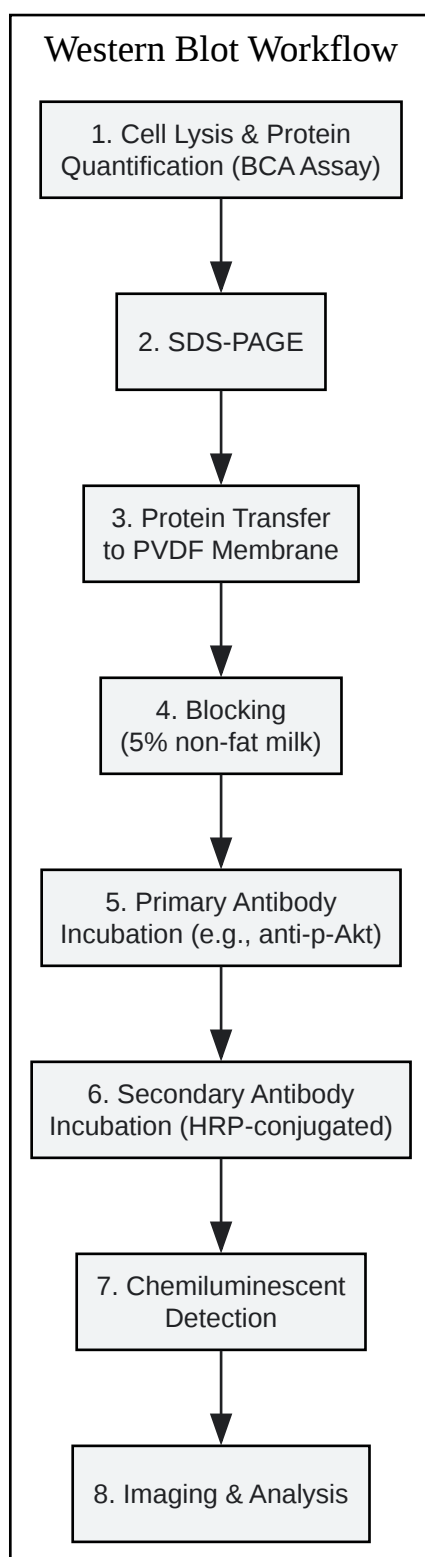 Western Blot Workflow
1. Cell Lysis & Protein
Quantification (BCA Assay)
2. SDS-PAGE
3. Protein Transfer
to PVDF Membrane
4. Blocking
(5% non-fat milk)
5. Primary Antibody
Incubation (e.g., anti-p-Akt)
6. Secondary Antibody
Incubation (HRP-conjugated)
7. Chemiluminescent
Detection
8. Imaging & Analysis